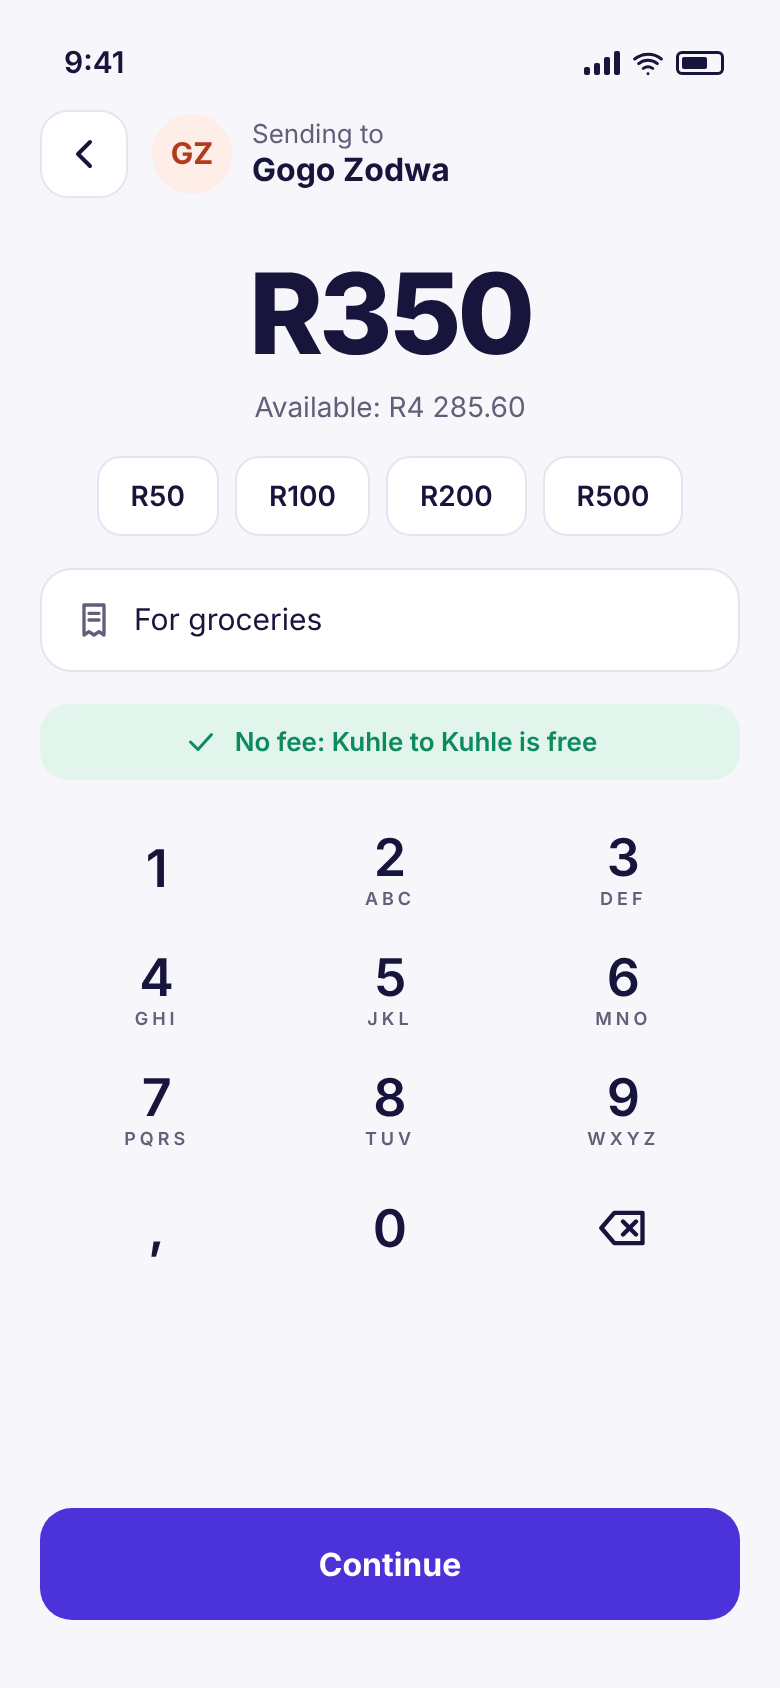 9:41
GZ
Sending to
Gogo Zodwa
R350
Available: R4 285.60
R50 R100 R200 R500
For groceries
No fee: Kuhle to Kuhle is free
1 2 3
ABC DEF
4 5 6
GHI JKL MNO
7 8 9
PQRS TUV WXYZ
, 0
Continue